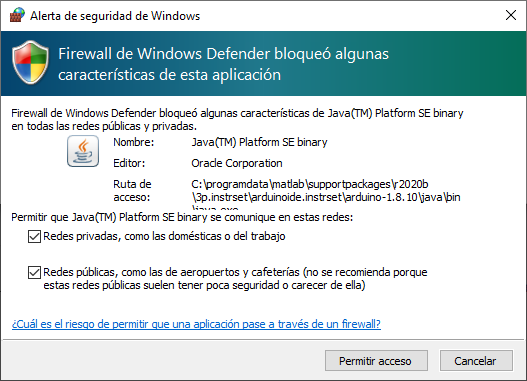 Alerta de seguridad de Windows
Firewall de Windows Defender bloqueó algunas
características de esta aplicación
Firewall de Windows Defender bloqueó algunas características de Java(TM) Platform SE binary
en todas las redes públicas y privadas.
Nombre: Java(TM) Platform SE binary
Editor: Oracle Corporation
Ruta de acceso: C:\programdata\matlab\supportpackages\r2020b
\3p.instrset\arduinoide.instrset\arduino-1.8.10\java\bin
\java.exe
Permitir que Java(TM) Platform SE binary se comunique en estas redes:
Redes privadas, como las domésticas o del trabajo
Redes públicas, como las de aeropuertos y cafeterías (no se recomienda porque
estas redes públicas suelen tener poca seguridad o carecer de ella)
¿Cuál es el riesgo de permitir que una aplicación pase a través de un firewall?
Permitir acceso
Cancelar